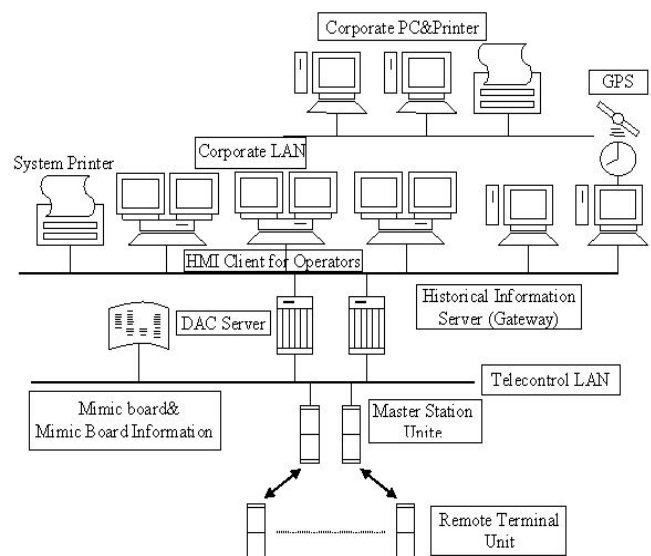 Corporate PC&Printer
GPS
Corporate LAN
System Printer
HMI Client for Operators
Historical Information
Server (Gateway)
DAC Server
Telecontrol LAN
Mimic board&
Mimic Board Information
Master Station
Unite
Remote Terminal
Unit